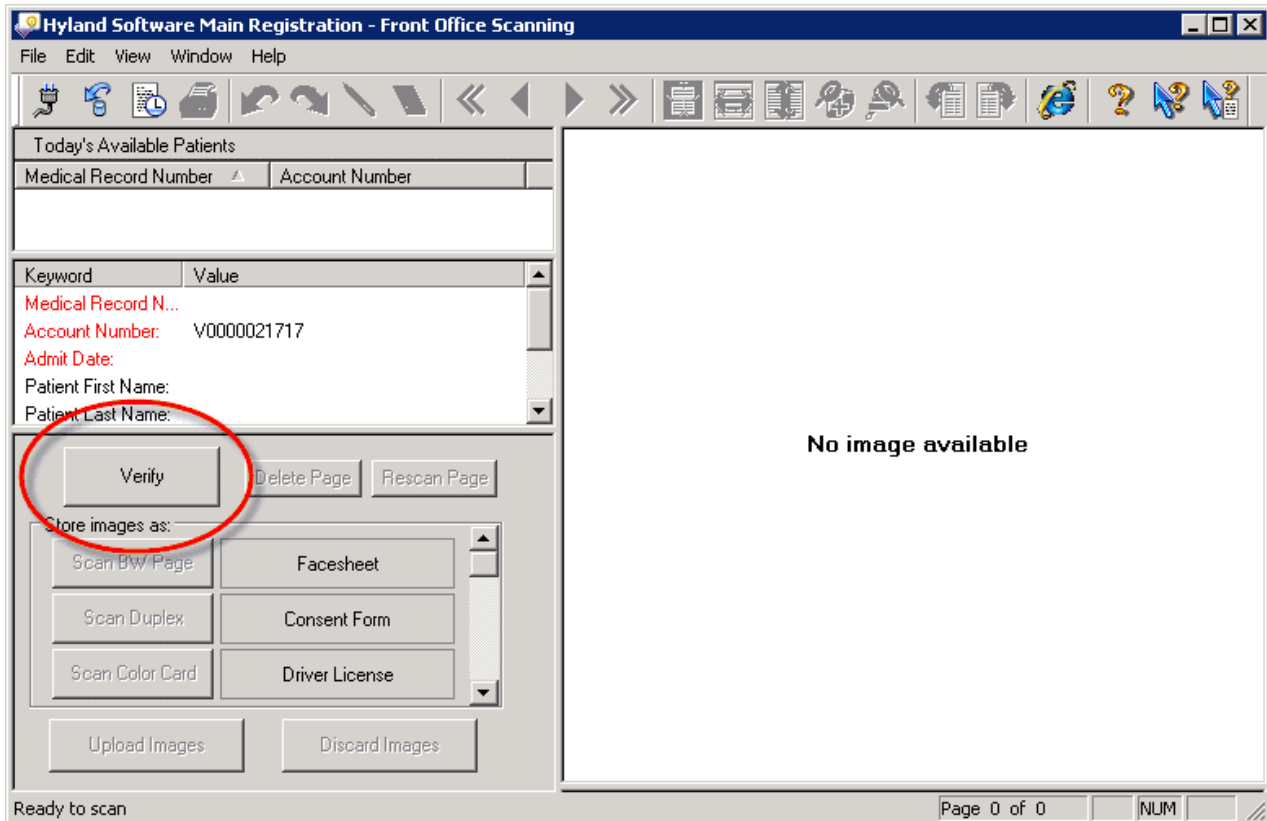 Hyland Software Main Registration - Front Office Scanning
File Edit View Window Help
Today's Available Patients
Medical Record Number Account Number
Keyword Value
Medical Record N...
Account Number: V0000021717
Admit Date:
Patient First Name:
Patient Last Name:
No image available
Verify Delete Page Rescan Page
Store images as:
Scan BW Page Facesheet
Scan Duplex Consent Form
Scan Color Card Driver License
Upload Images Discard Images
Ready to scan Page 0 of 0 NUM